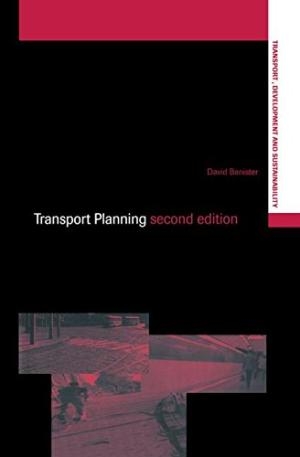 TRANSPORT, DEVELOPMENT AND SUSTAINABILITY
David Banister
Transport Planning second edition